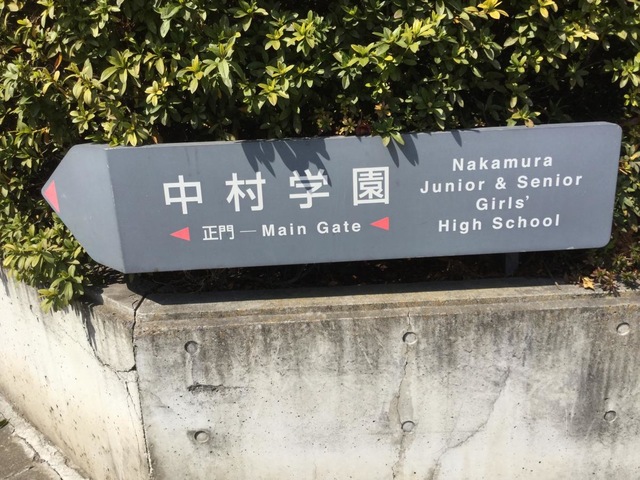 中村学園
正門 — Main Gate
Nakamura
Junior & Senior
Girls'
High School